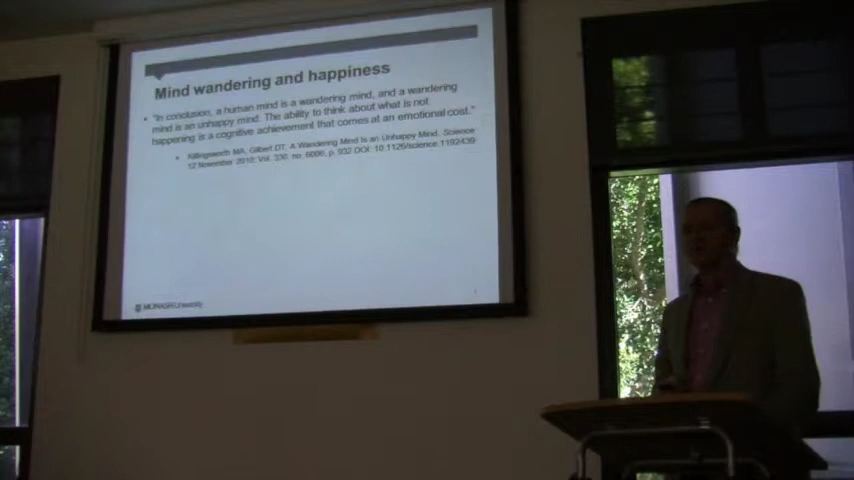 Mind wandering and happiness
• "In conclusion, a human mind is a wandering mind, and a wandering
mind is an unhappy mind. The ability to think about what is not
happening is a cognitive achievement that comes at an emotional cost."
• Killingsworth MA, Gilbert DT. A Wandering Mind Is an Unhappy Mind. Science
12 November 2010: Vol. 330 no. 6006 p. 932 DOI: 10.1126/science.1192439
MONASH University